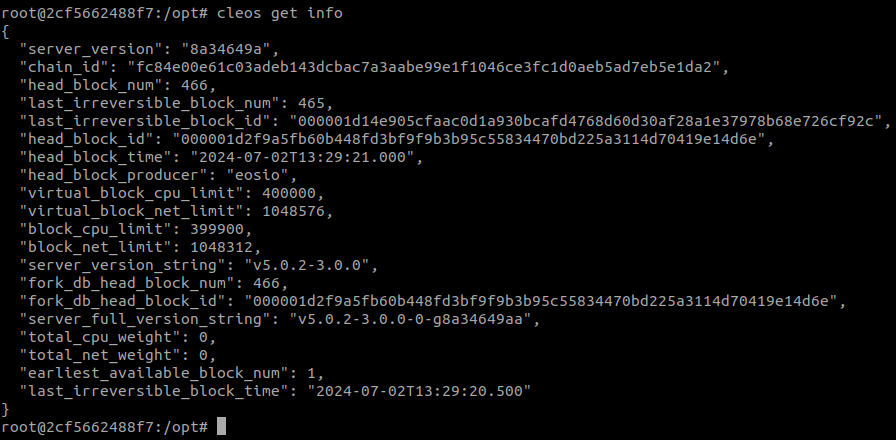 root@2cf5662488f7:/opt# cleos get info
{
  "server_version": "8a34649a",
  "chain_id": "fc84e00e61c03adeb143dcbac7a3aabe99e1f1046ce3fc1d0aeb5ad7eb5e1da2",
  "head_block_num": 466,
  "last_irreversible_block_num": 465,
  "last_irreversible_block_id": "000001d14e905cfaac0d1a930bcafd4768d60d30af28a1e37978b68e726cf92c",
  "head_block_id": "000001d2f9a5fb60b448fd3bf9f9b3b95c55834470bd225a3114d70419e14d6e",
  "head_block_time": "2024-07-02T13:29:21.000",
  "head_block_producer": "eosio",
  "virtual_block_cpu_limit": 400000,
  "virtual_block_net_limit": 1048576,
  "block_cpu_limit": 399900,
  "block_net_limit": 1048312,
  "server_version_string": "v5.0.2-3.0.0",
  "fork_db_head_block_num": 466,
  "fork_db_head_block_id": "000001d2f9a5fb60b448fd3bf9f9b3b95c55834470bd225a3114d70419e14d6e",
  "server_full_version_string": "v5.0.2-3.0.0-0-g8a34649aa",
  "total_cpu_weight": 0,
  "total_net_weight": 0,
  "earliest_available_block_num": 1,
  "last_irreversible_block_time": "2024-07-02T13:29:20.500"
}
root@2cf5662488f7:/opt#